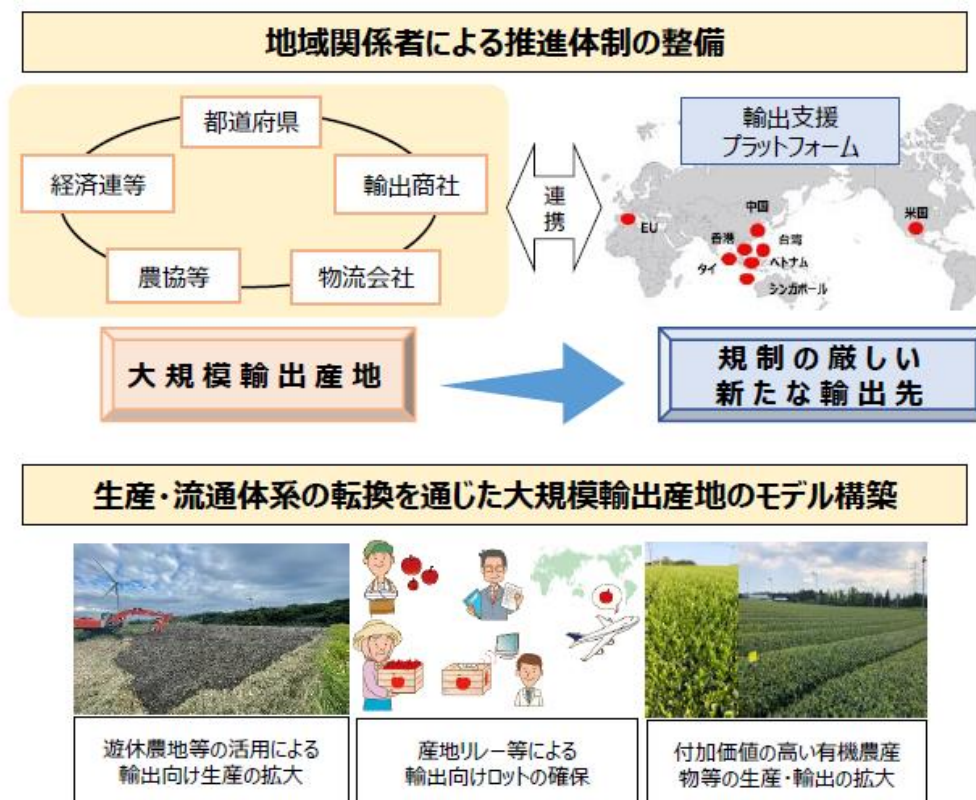 地域関係者による推進体制の整備
都道府県
経済連等
輸出商社
農協等
物流会社
連
携
輸出支援
プラットフォーム
EU
中国
香港
台湾
タイ
ベトナム
シンガポール
米国
大規模輸出産地
規制の厳しい
新たな輸出先
生産・流通体系の転換を通じた大規模輸出産地のモデル構築
遊休農地等の活用による
輸出向け生産の拡大
産地リレー等による
輸出向けロットの確保
付加価値の高い有機農産
物等の生産・輸出の拡大